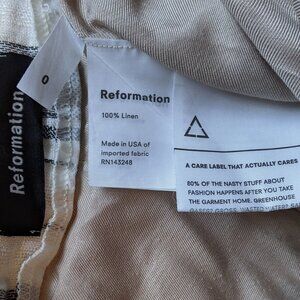 Reformation
0
Reformation
100% Linen
Made in USA of
imported fabric
RN143248
A CARE LABEL THAT ACTUALLY CARES
80% OF THE NASTY STUFF ABOUT
FASHION HAPPENS AFTER YOU TAKE
THE GARMENT HOME. GREENHOUSE